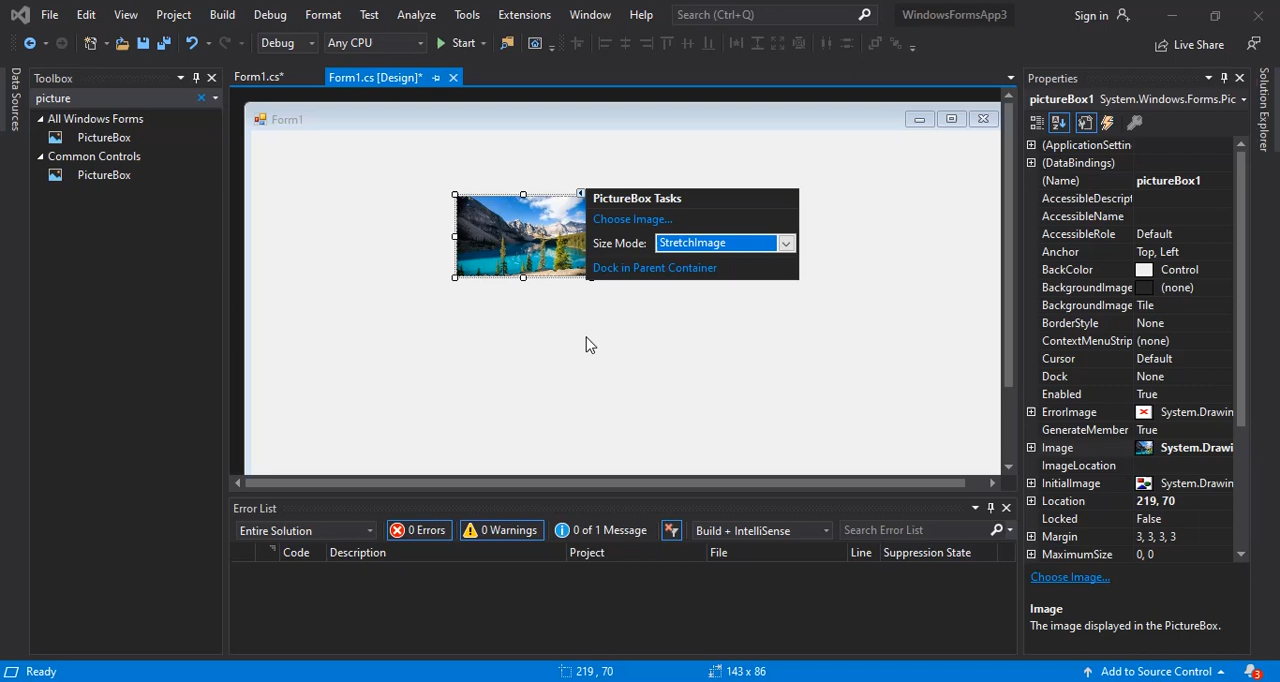 File Edit View Project Build Debug Format Test Analyze Tools Extensions Window Help Search (Ctrl+Q) WindowsFormsApp3 Sign in
Debug Any CPU Start Live Share
Data Sources
Toolbox
picture
All Windows Forms
PictureBox
Common Controls
PictureBox
Form1.cs* Form1.cs [Design]*
Form1
PictureBox Tasks
Choose Image...
Size Mode: StretchImage
Dock in Parent Container
Error List
Entire Solution 0 Errors 0 Warnings 0 of 1 Message Build + IntelliSense Search Error List
Code Description Project File Line Suppression State
Properties
pictureBox1 System.Windows.Forms.Pic
(ApplicationSettin
(DataBindings)
(Name) pictureBox1
AccessibleDescript
AccessibleName
AccessibleRole Default
Anchor Top, Left
BackColor Control
BackgroundImage (none)
BackgroundImage Tile
BorderStyle None
ContextMenuStrip (none)
Cursor Default
Dock None
Enabled True
ErrorImage System.Drawin
GenerateMember True
Image System.Drawi
ImageLocation
InitialImage System.Drawin
Location 219, 70
Locked False
Margin 3, 3, 3, 3
MaximumSize 0, 0
Choose Image...
Image
The image displayed in the PictureBox.
Solution Explorer
Ready 219 , 70 143 x 86 Add to Source Control 3